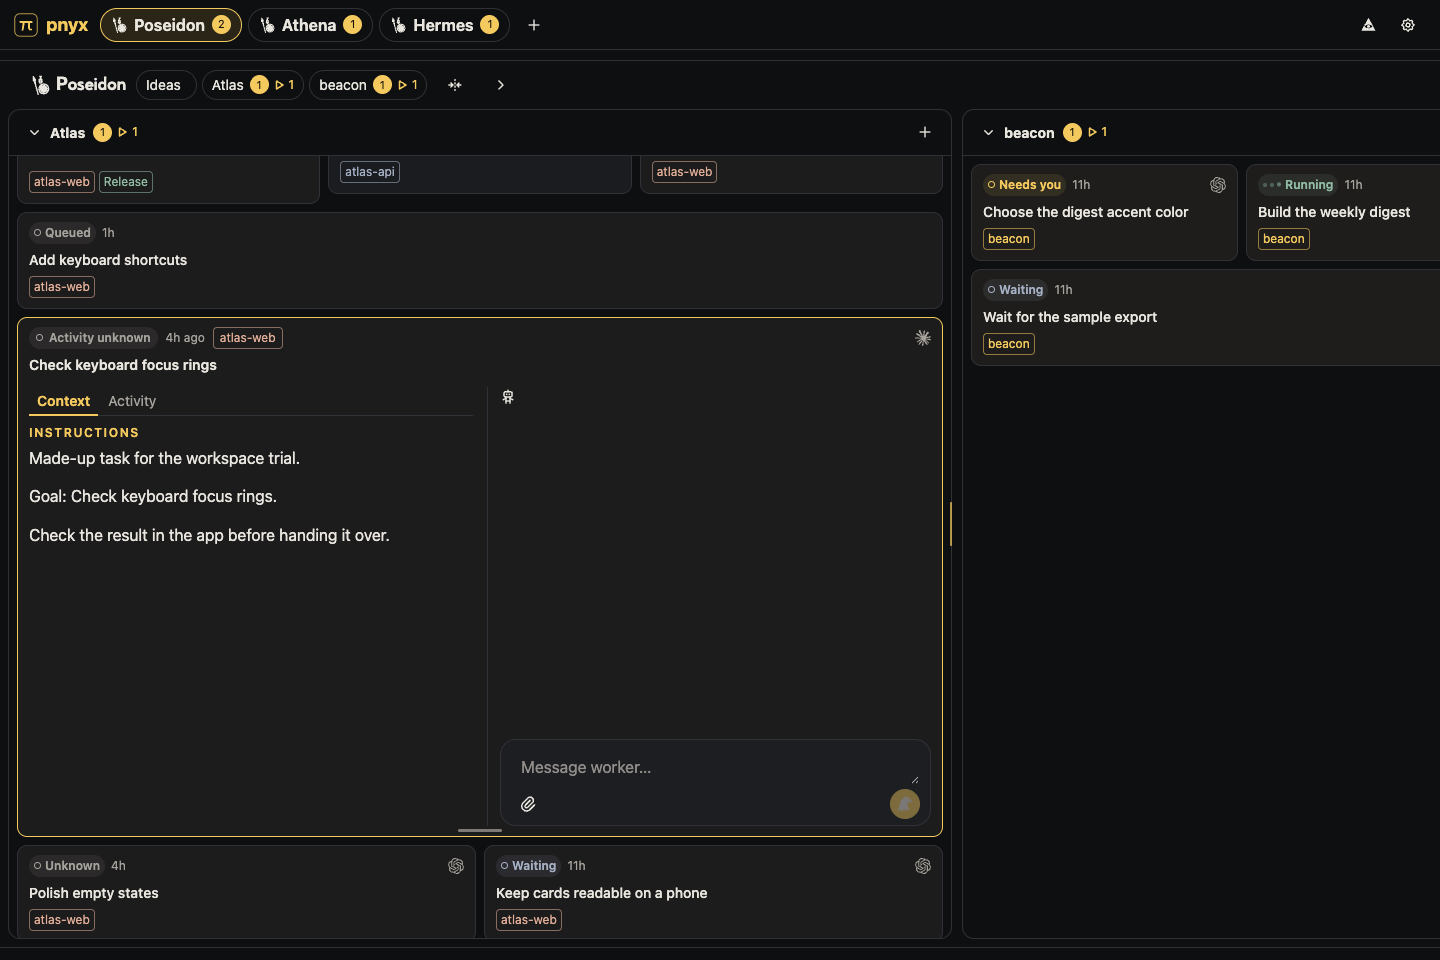 π pnyx Poseidon 2 Athena 1 Hermes 1 +
Poseidon Ideas Atlas 1 1 beacon 1 1
Atlas 1 1
atlas-web Release
atlas-api
atlas-web
Queued 1h
Add keyboard shortcuts
atlas-web
Activity unknown 4h ago atlas-web
Check keyboard focus rings
Context Activity
INSTRUCTIONS
Made-up task for the workspace trial.
Goal: Check keyboard focus rings.
Check the result in the app before handing it over.
Message worker...
Unknown 4h
Polish empty states
atlas-web
Waiting 11h
Keep cards readable on a phone
atlas-web
beacon 1 1
Needs you 11h
Choose the digest accent color
beacon
Running 11h
Build the weekly digest
beacon
Waiting 11h
Wait for the sample export
beacon